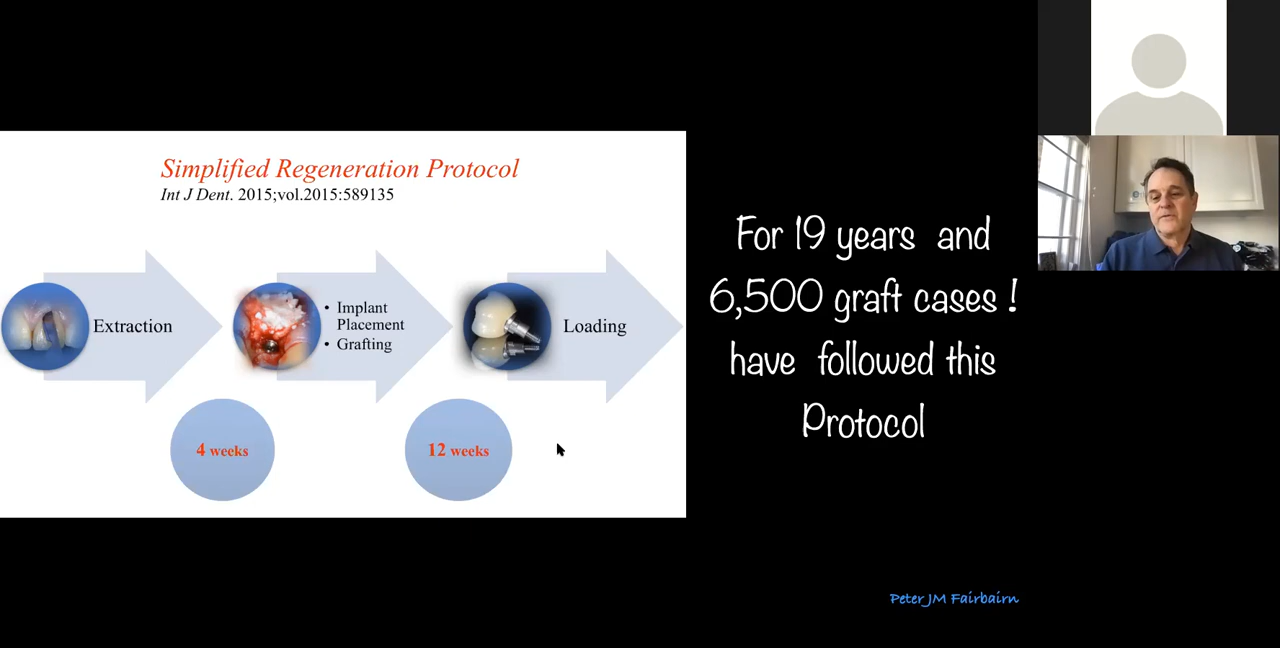 Simplified Regeneration Protocol
Int J Dent. 2015;vol.2015:589135
Extraction
• Implant
Placement
• Grafting
Loading
4 weeks
12 weeks
For 19 years and
6,500 graft cases !
have followed this
Protocol
Peter JM Fairbairn